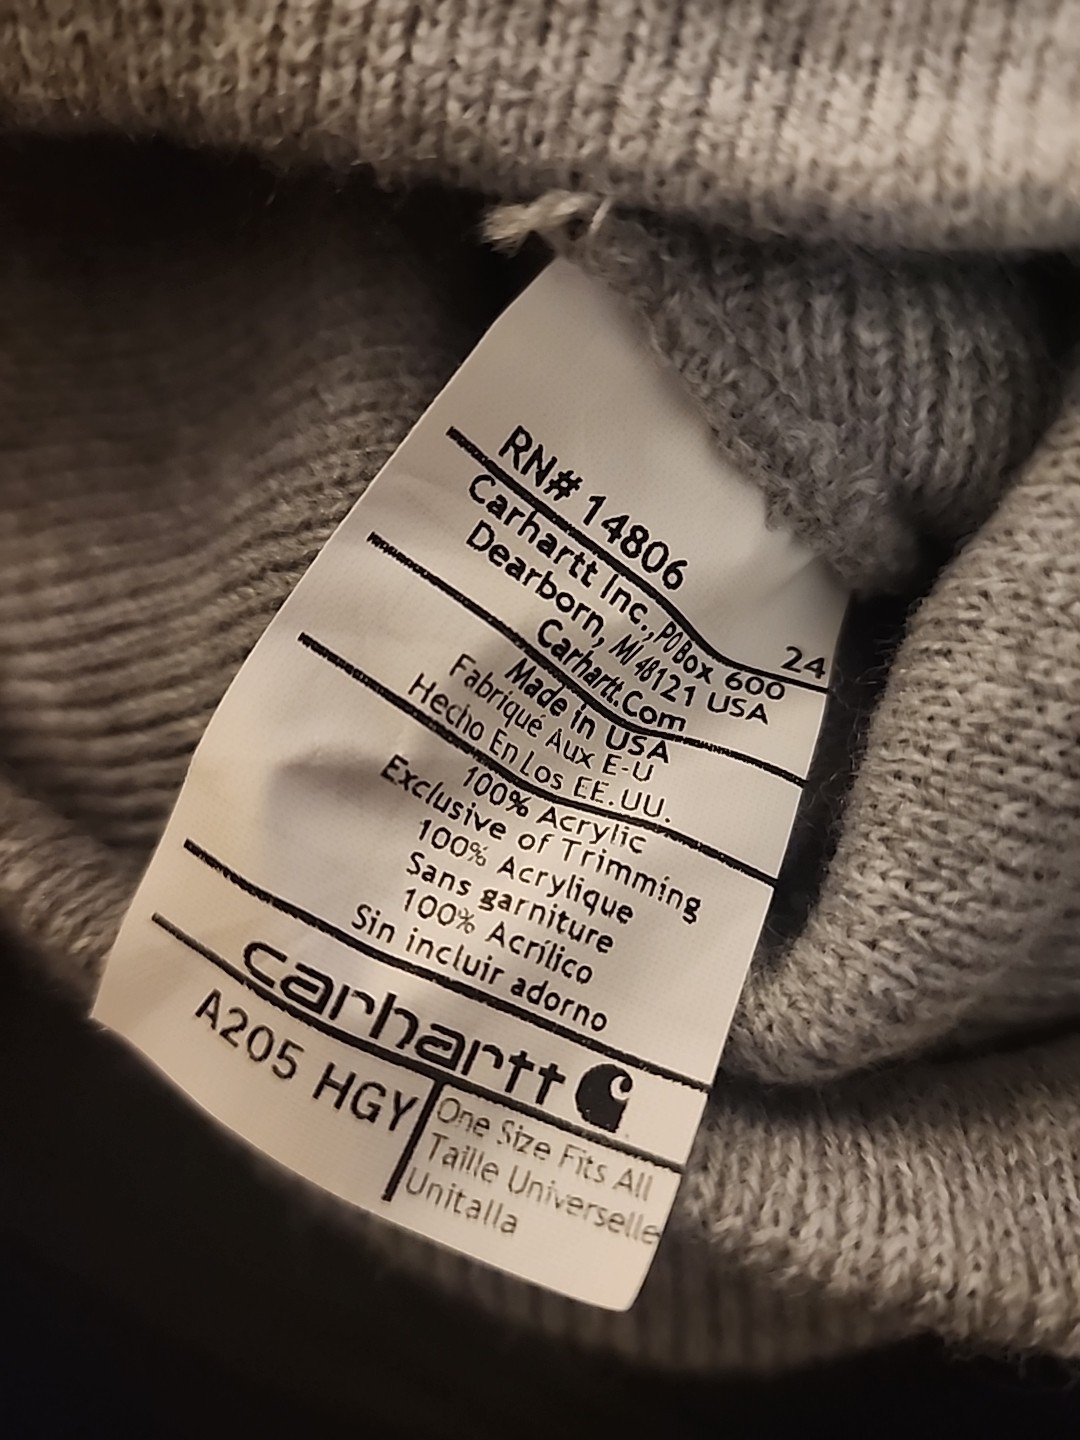 RN# 14806
24
Carhartt Inc., PO Box 600
Dearborn, MI 48121 USA
Carhartt.Com
Made in USA
Fabriqué Aux E-U
Hecho En Los EE.UU.
100% Acrylic
Exclusive of Trimming
100% Acrylique
Sans garniture
100% Acrílico
Sin incluir adorno
carhartt
A205 HGY
One Size Fits All
Taille Universelle
Unitalla